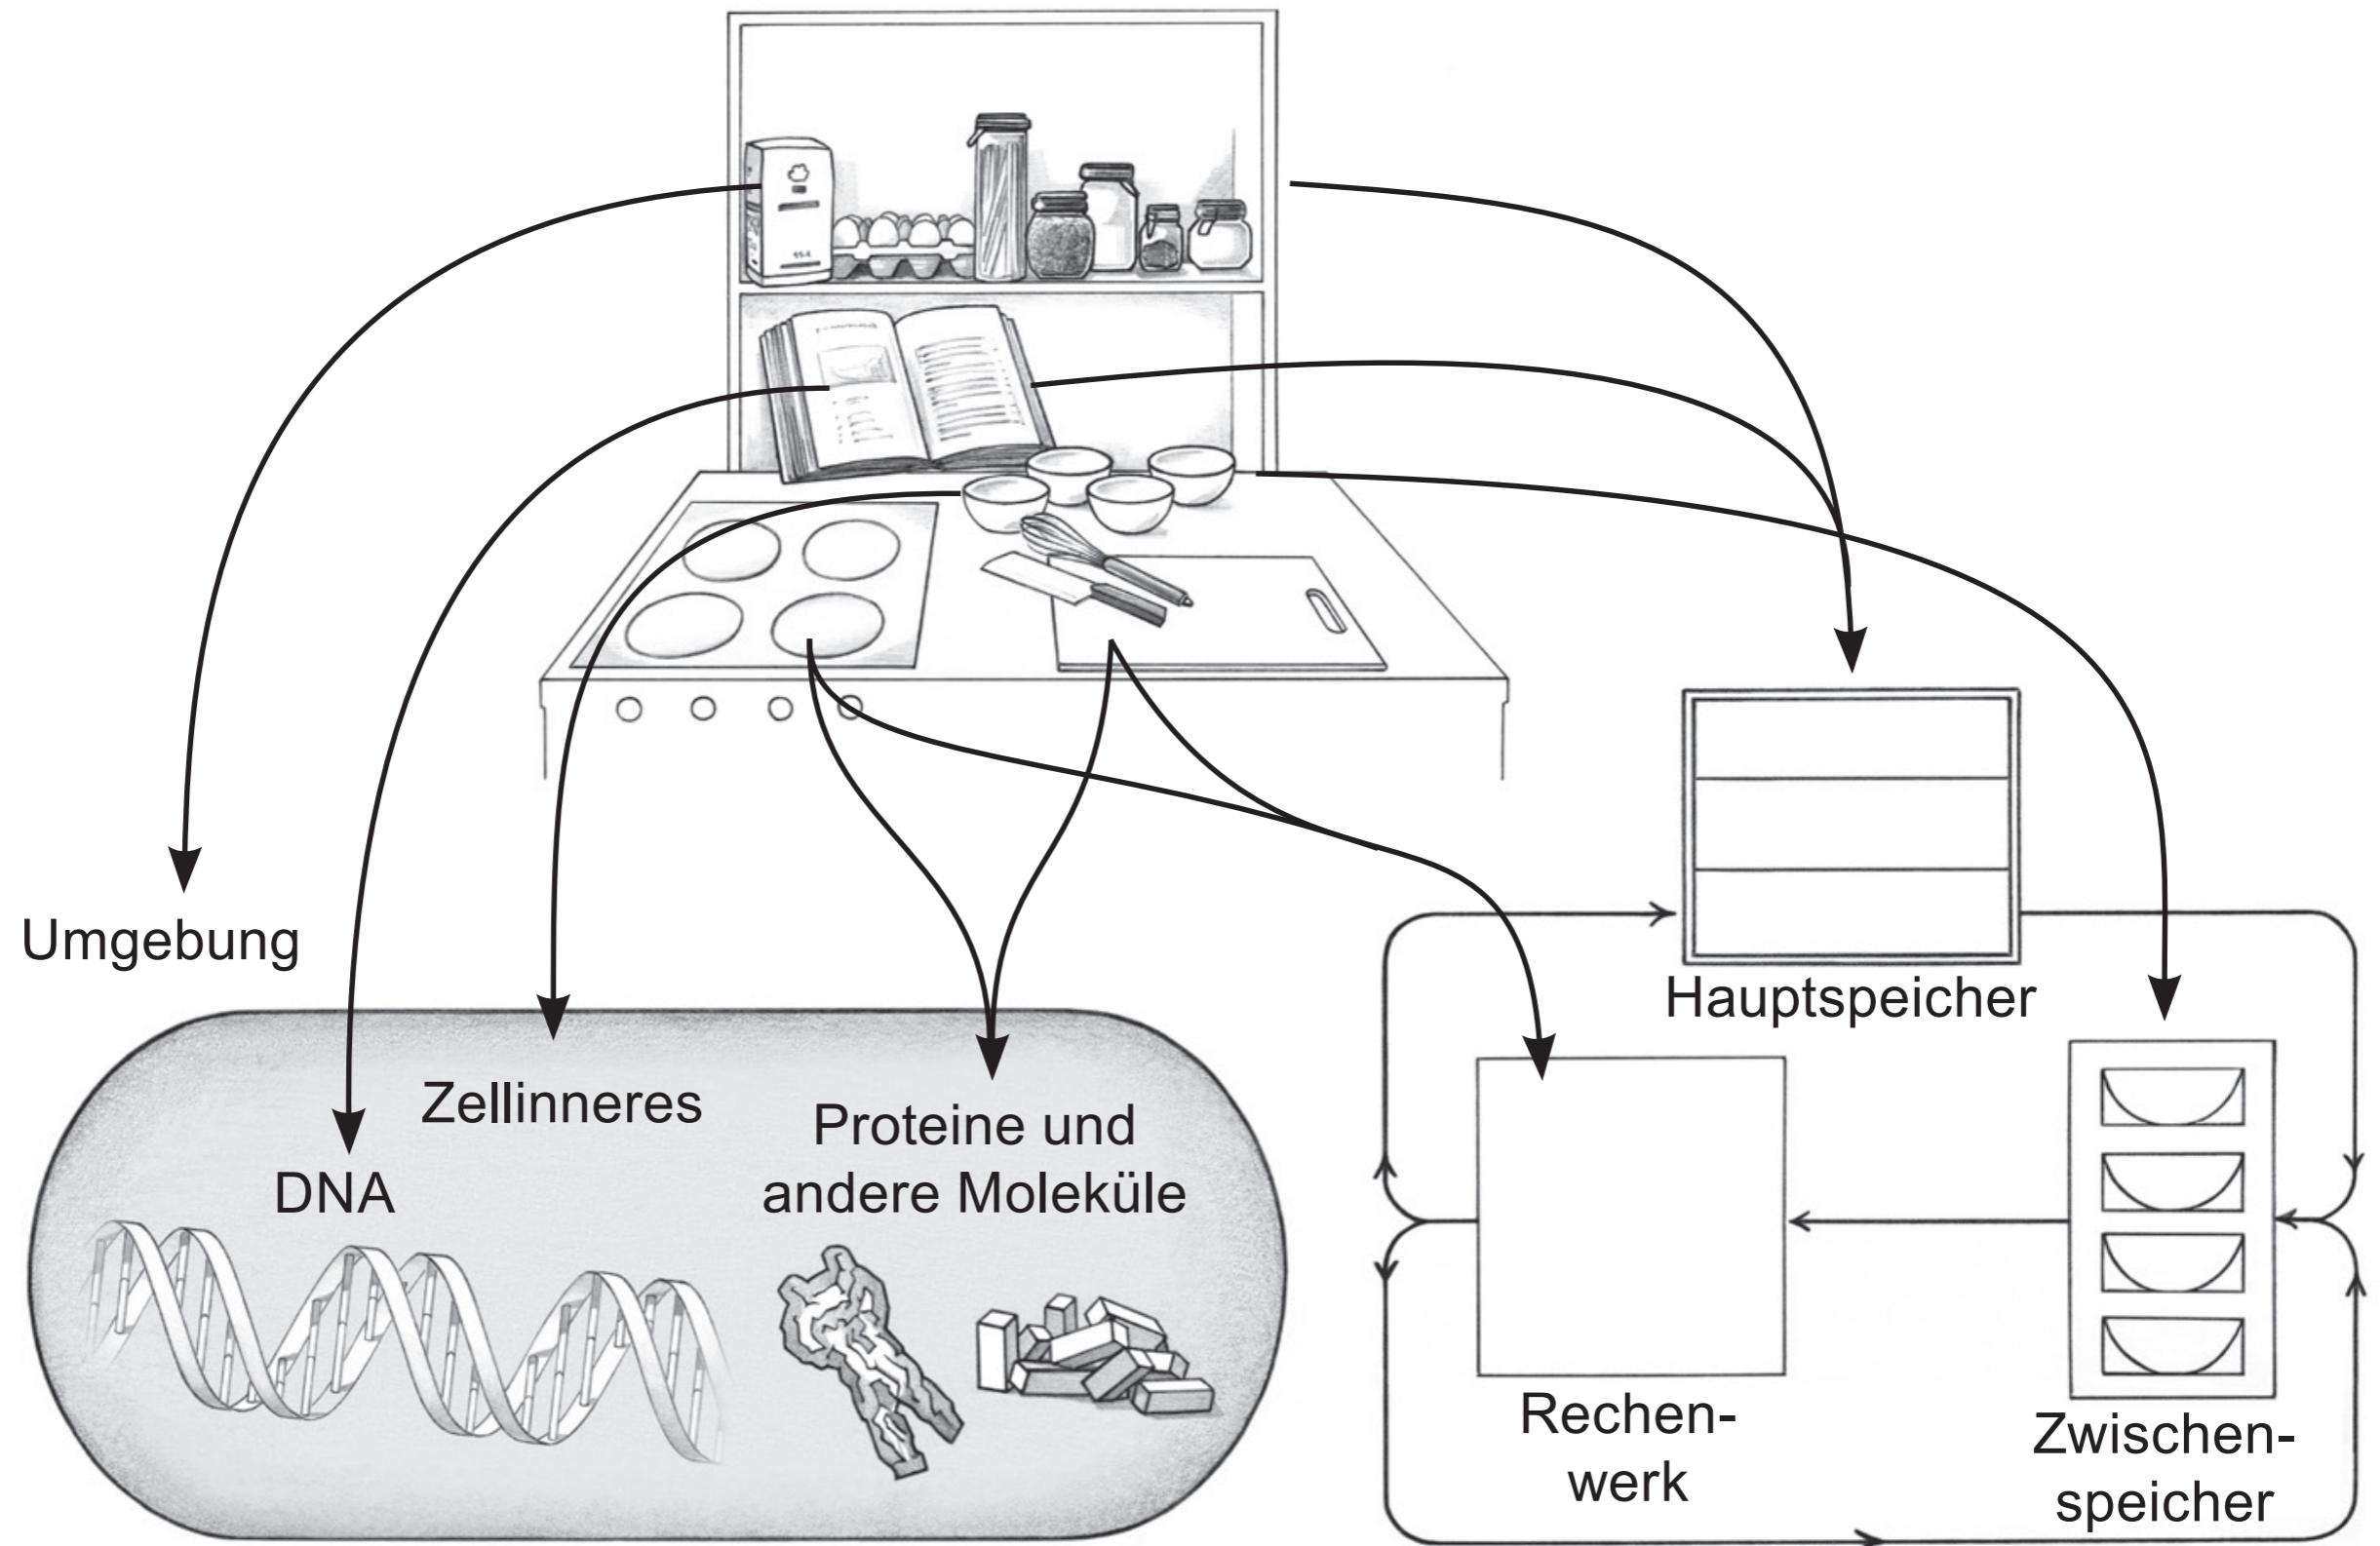 Umgebung
Zellinneres
DNA
Proteine und
andere Moleküle
Hauptspeicher
Rechen-
werk
Zwischen-
speicher